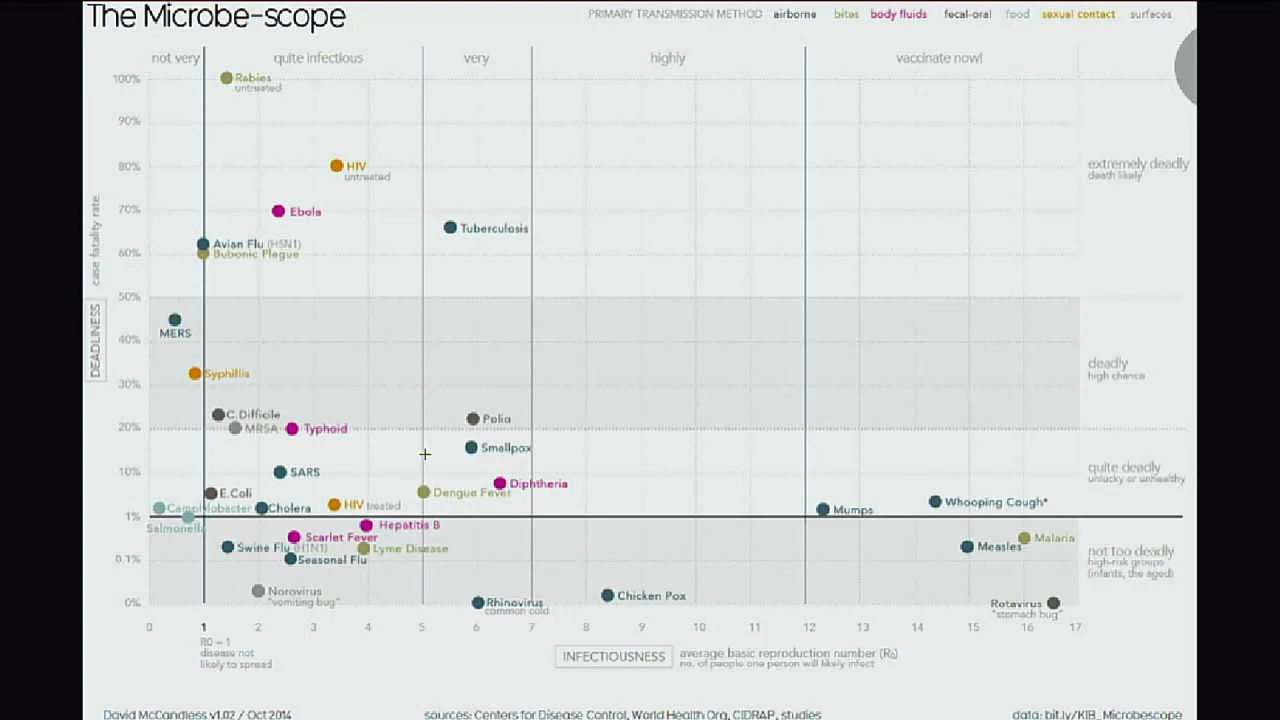 The Microbe-scope
PRIMARY TRANSMISSION METHOD airborne bites body fluids fecal-oral food sexual contact surfaces
not very quite infectious very highly vaccinate now!
100%
Rabies
untreated
90%
80%
HIV
untreated
extremely deadly
death likely
70%
Ebola
Tuberculosis
Avian Flu (H5N1)
60%
Bubonic Plague
case fatality rate
50%
DEADLINESS
MERS
40%
deadly
high chance
Syphillis
30%
C.Difficile
Polio
20%
MRSA
Typhoid
Smallpox
10%
SARS
quite deadly
unlucky or unhealthy
Diphtheria
E.Coli
Dengue Fever
Campylobacter
Cholera
HIV treated
Mumps
Whooping Cough*
1%
Salmonella
Hepatitis B
Scarlet Fever
Malaria
Swine Flu (H1N1)
Lyme Disease
Measles
not too deadly
high-risk groups
(infants, the aged)
0.1%
Seasonal Flu
Norovirus
"vomiting bug"
Chicken Pox
0%
Rhinovirus
common cold
Rotavirus
"stomach bug"
0 1 2 3 4 5 6 7 8 9 10 11 12 13 14 15 16 17
R0 = 1
disease not
likely to spread
INFECTIOUSNESS
average basic reproduction number (R₀)
no. of people one person will likely infect
David McCandless v1.02 / Oct 2014
sources: Centers for Disease Control, World Health Org, CIDRAP, studies
data: bit.ly/KIB_Microbescope